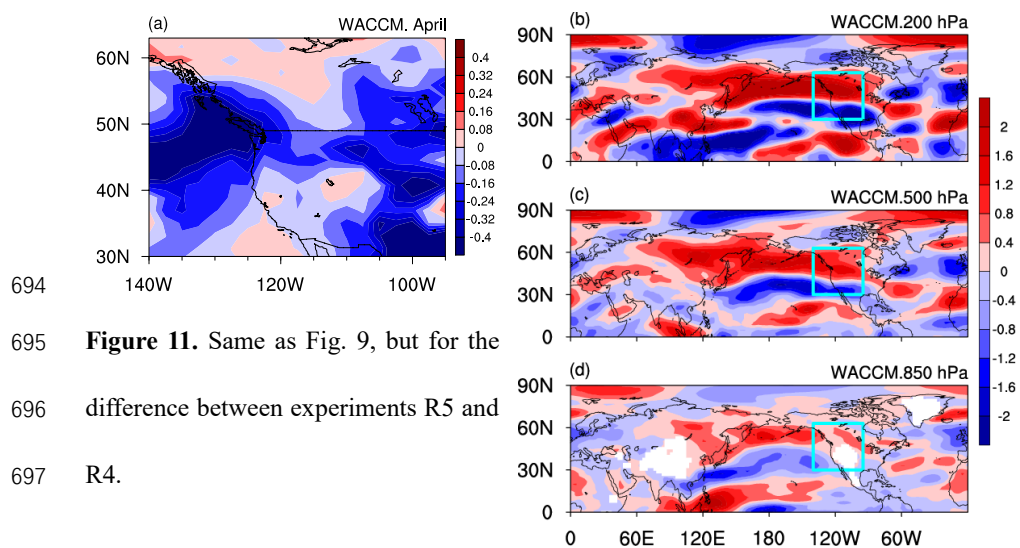 (a) WACCM. April
60N
50N
40N
30N
140W 120W 100W
0.4
0.32
0.24
0.16
0.08
0
-0.08
-0.16
-0.24
-0.32
-0.4
694
695 Figure 11. Same as Fig. 9, but for the
696 difference between experiments R5 and
697 R4.
(b) WACCM.200 hPa
90N
60N
30N
0
(c) WACCM.500 hPa
90N
60N
30N
0
(d) WACCM.850 hPa
90N
60N
30N
0
0 60E 120E 180 120W 60W
2
1.6
1.2
0.8
0.4
0
-0.4
-0.8
-1.2
-1.6
-2